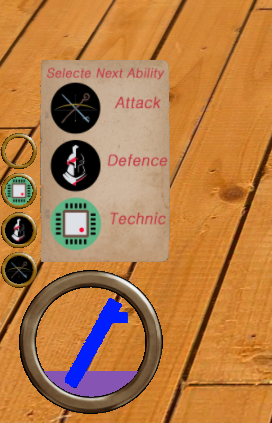 Selecte Next Ability
Attack
Defence
Technic